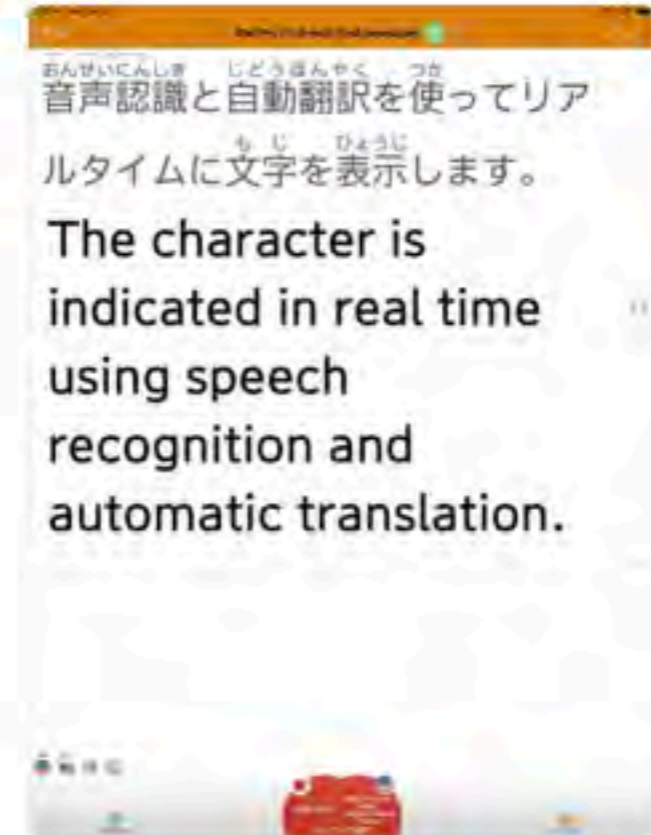 おんせいにんしき じどうほんやく つか
音声認識と自動翻訳を使ってリア
もじ ひょうじ
ルタイムに文字を表示します。
The character is
indicated in real time
using speech
recognition and
automatic translation.